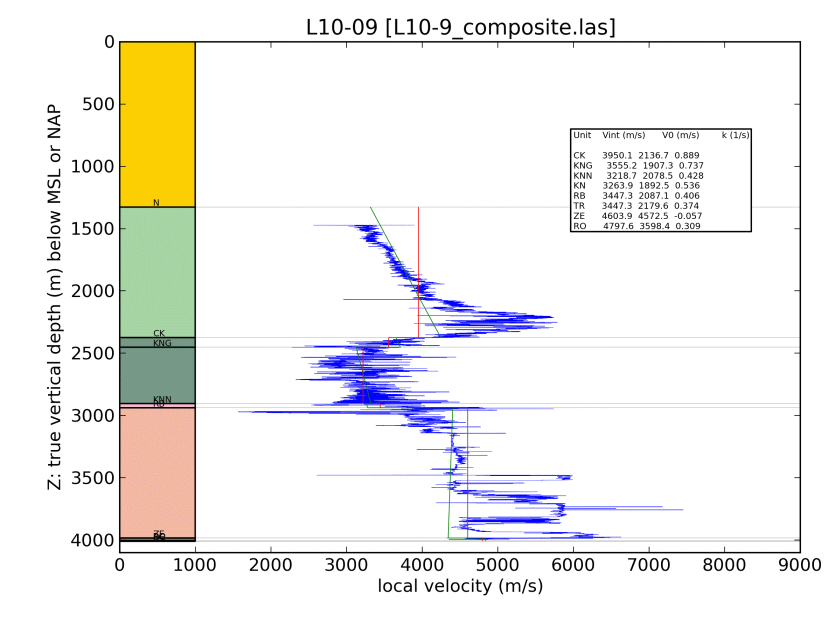 L10-09 [L10-9_composite.las]
Z: true vertical depth (m) below MSL or NAP
0
500
1000
1500
2000
2500
3000
3500
4000
N
CK
KNG
KNN
ZE
Unit Vint (m/s) V0 (m/s) k (1/s)
CK 3950.1 2136.7 0.889
KNG 3555.2 1907.3 0.737
KNN 3218.7 2078.5 0.428
KN 3263.9 1892.5 0.536
RB 3447.3 2087.1 0.406
TR 3447.3 2179.6 0.374
ZE 4603.9 4572.5 -0.057
RO 4797.6 3598.4 0.309
0 1000 2000 3000 4000 5000 6000 7000 8000 9000
local velocity (m/s)